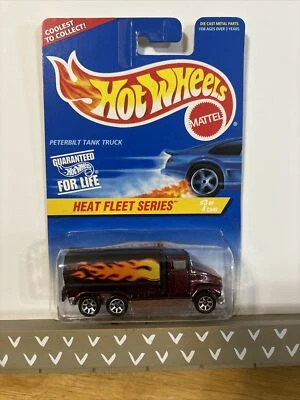 COOLEST
TO COLLECT!
DIE CAST METAL PARTS
FOR AGES OVER 3 YEARS
HOT WHEELS
MATTEL
PETERBILT TANK TRUCK
GUARANTEED
FOR LIFE
HEAT FLEET SERIES™
#3 OF
4 CARS